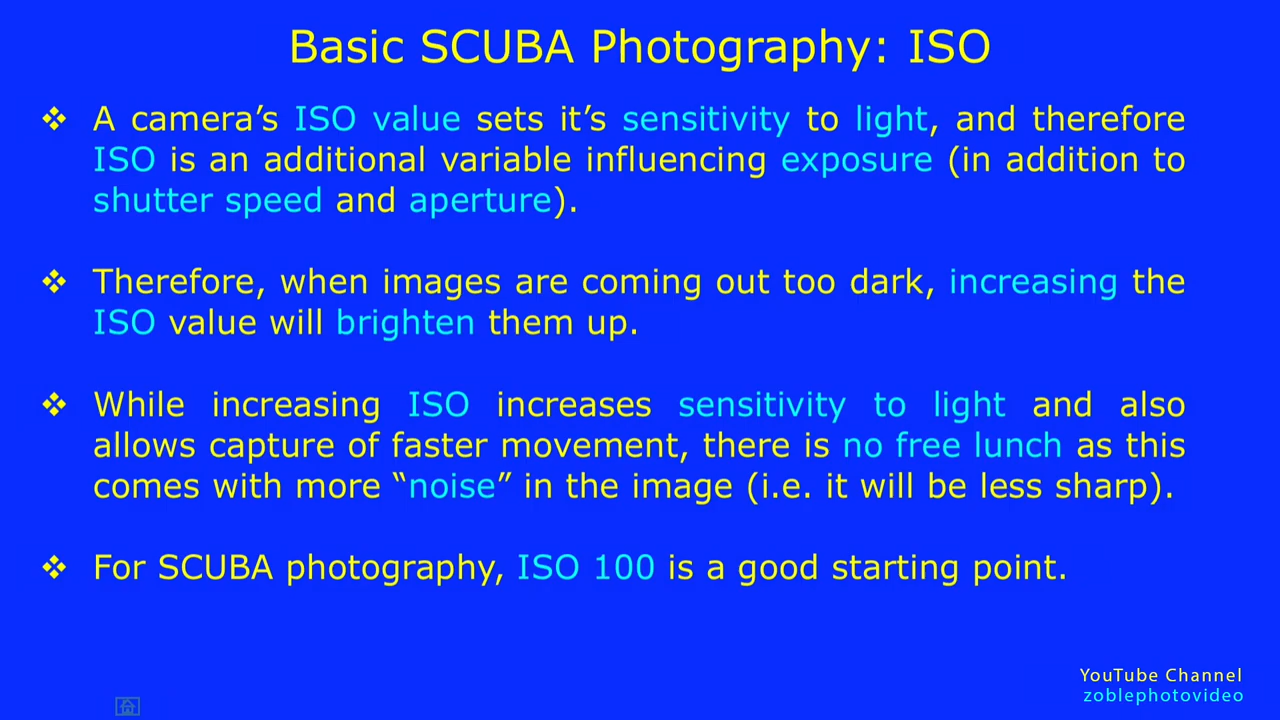 Basic SCUBA Photography: ISO
❖ A camera’s ISO value sets it’s sensitivity to light, and therefore
ISO is an additional variable influencing exposure (in addition to
shutter speed and aperture).
❖ Therefore, when images are coming out too dark, increasing the
ISO value will brighten them up.
❖ While increasing ISO increases sensitivity to light and also
allows capture of faster movement, there is no free lunch as this
comes with more “noise” in the image (i.e. it will be less sharp).
❖ For SCUBA photography, ISO 100 is a good starting point.
YouTube Channel
zoblephotovideo